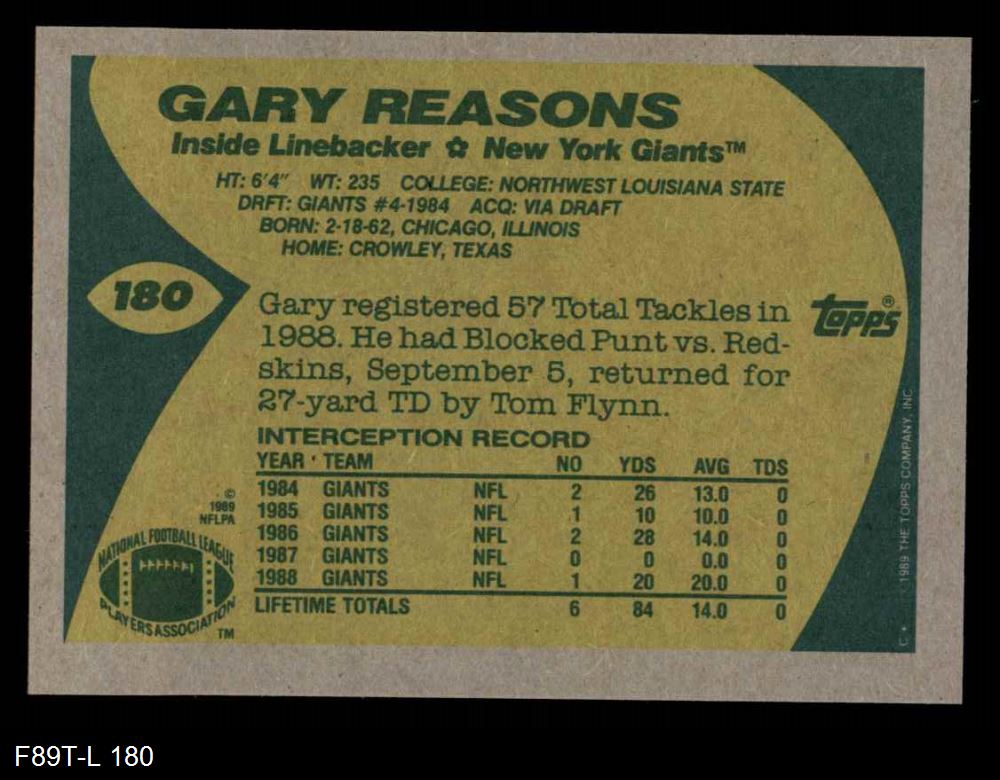 GARY REASONS
Inside Linebacker ✩ New York Giants™
HT: 6'4" WT: 235 COLLEGE: NORTHWEST LOUISIANA STATE
DRFT: GIANTS #4-1984 ACQ: VIA DRAFT
BORN: 2-18-62, CHICAGO, ILLINOIS
HOME: CROWLEY, TEXAS
180
Gary registered 57 Total Tackles in
1988. He had Blocked Punt vs. Red-
skins, September 5, returned for
27-yard TD by Tom Flynn.
topps®
INTERCEPTION RECORD
YEAR TEAM NO YDS AVG TDS
1984 GIANTS NFL 2 26 13.0 0
1985 GIANTS NFL 1 10 10.0 0
1986 GIANTS NFL 2 28 14.0 0
1987 GIANTS NFL 0 0 0.0 0
1988 GIANTS NFL 1 20 20.0 0
LIFETIME TOTALS 6 84 14.0 0
©
1989
NFLPA
NATIONAL FOOTBALL LEAGUE
PLAYERS ASSOCIATION
TM
C * 1989 THE TOPPS COMPANY, INC.
F89T-L 180